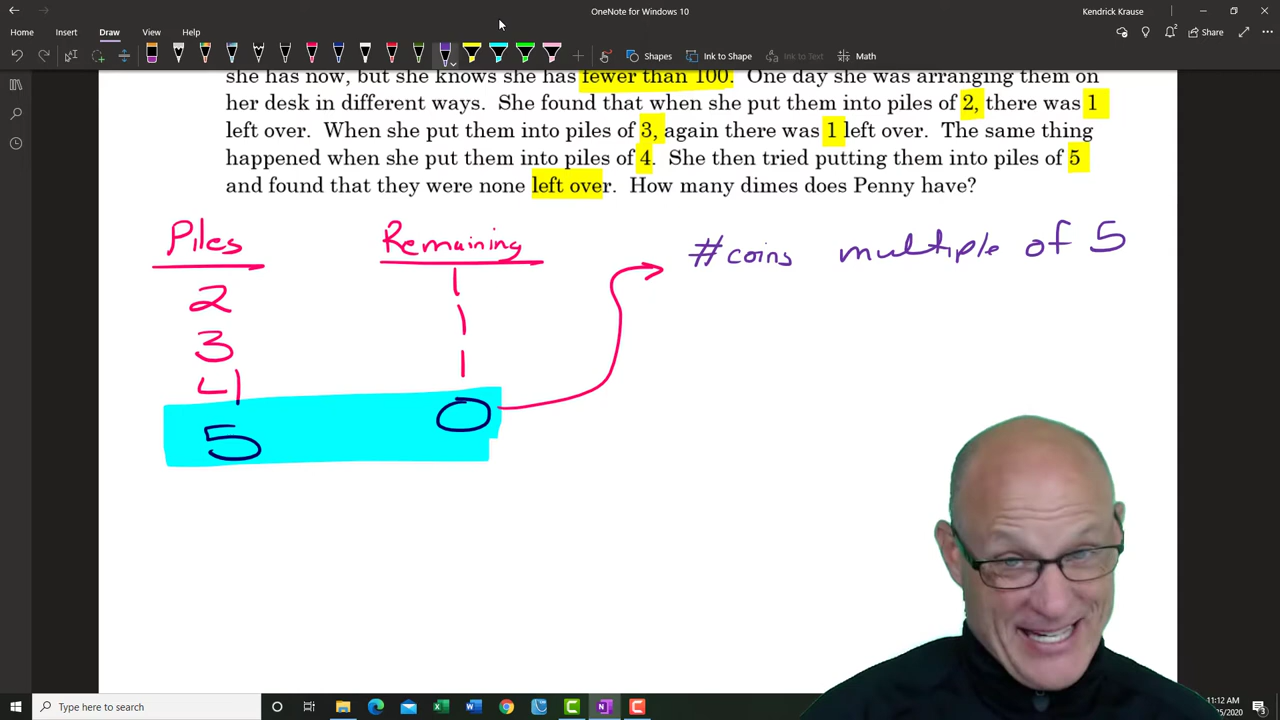 OneNote for Windows 10
Kendrick Krause
Home Insert Draw View Help
Shapes Ink to Shape Ink to Text Math
Share
she has now, but she knows she has fewer than 100. One day she was arranging them on
her desk in different ways. She found that when she put them into piles of 2, there was 1
left over. When she put them into piles of 3, again there was 1 left over. The same thing
happened when she put them into piles of 4. She then tried putting them into piles of 5
and found that they were none left over. How many dimes does Penny have?
Piles Remaining #coins multiple of 5
2 1
3 1
4 1
5 0
Type here to search
11:12 AM